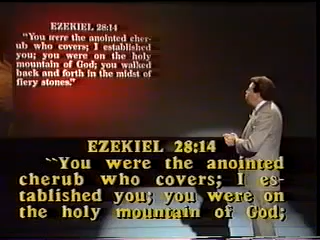 EZEKIEL 28:14
"You were the anointed cher-
ub who covers; I established
you; you were on the holy
mountain of God; you walked
back and forth in the midst of
fiery stones."
EZEKIEL 28:14
``You were the anointed
cherub who covers; I es-
tablished you; you were on
the holy mountain of God;